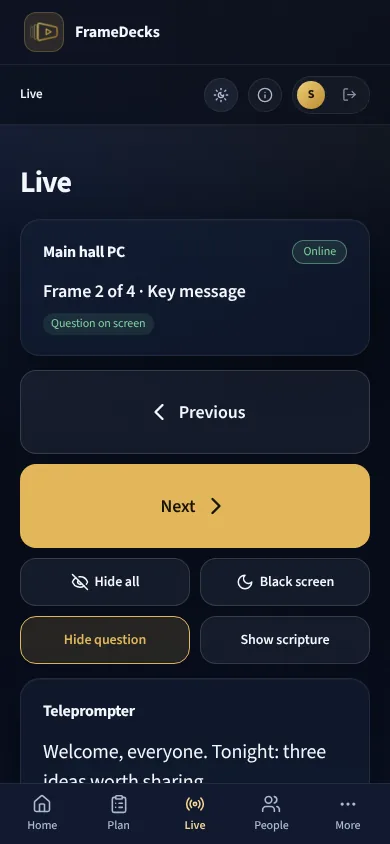 FrameDecks
Live
S
Live
Main hall PC
Online
Frame 2 of 4 · Key message
Question on screen
Previous
Next
Hide all
Black screen
Hide question
Show scripture
Teleprompter
Welcome, everyone. Tonight: three
ideas worth sharing
Home
Plan
Live
People
More